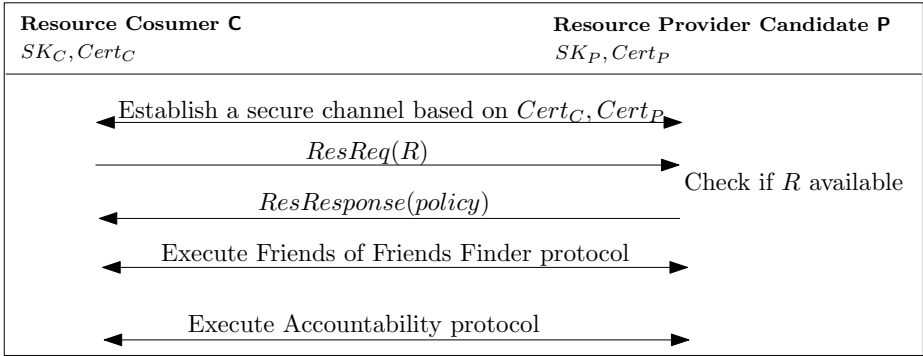 Resource Cosumer C
Resource Provider Candidate P
SK_C, Cert_C
SK_P, Cert_P
Establish a secure channel based on Cert_C, Cert_P
ResReq(R)
Check if R available
ResResponse(policy)
Execute Friends of Friends Finder protocol
Execute Accountability protocol